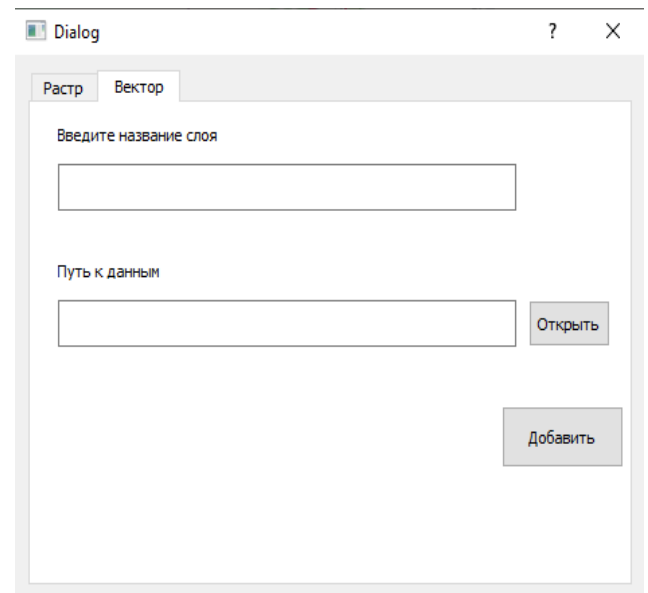 Dialog ?
Растр Вектор
Введите название слоя
Путь к данным
Открыть
Добавить